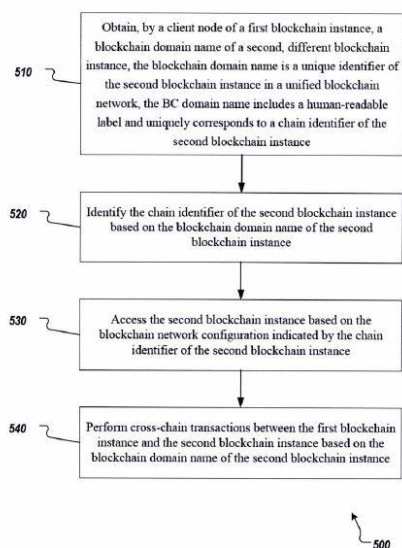 Obtain, by a client node of a first blockchain instance, a
blockchain domain name of a second, different blockchain
instance, the blockchain domain name is a unique identifier
of the second blockchain instance in a unified blockchain
network, the BC domain name includes a human-readable
label and uniquely corresponds to a chain identifier of the
second blockchain instance
510
520
Identify the chain identifier of the second blockchain instance
based on the blockchain domain name of the second
blockchain instance
530
Access the second blockchain instance based on the
blockchain network configuration indicated by the chain
identifier of the second blockchain instance
540
Perform cross-chain transactions between the first blockchain
instance and the second blockchain instance based on the
blockchain domain name of the second blockchain instance
500